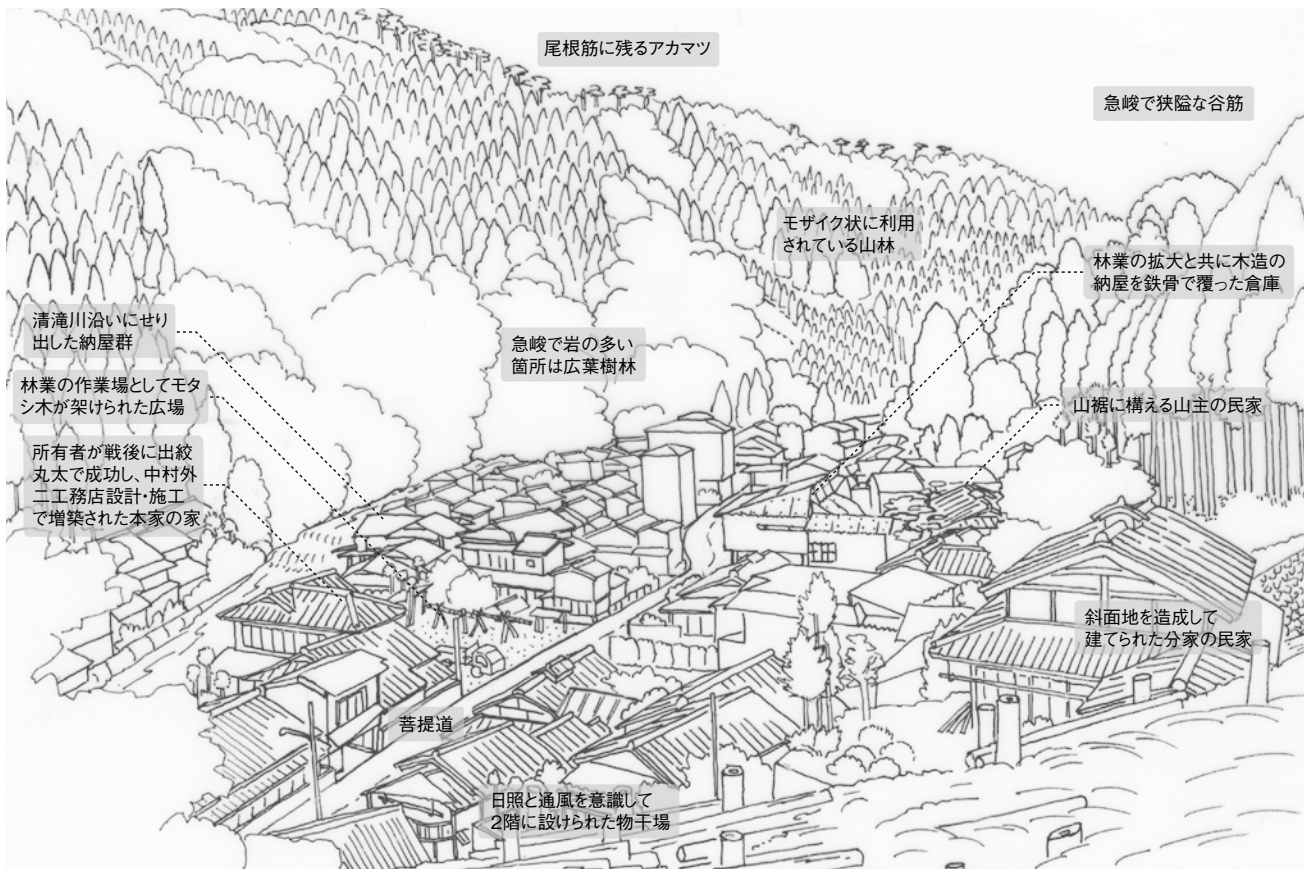 尾根筋に残るアカマツ
急峻で狭隘な谷筋
モザイク状に利用
されている山林
林業の拡大と共に木造の
納屋を鉄骨で覆った倉庫
清滝川沿いにせり
出した納屋群
急峻で岩の多い
箇所は広葉樹林
林業の作業場としてモタ
シ木が架けられた広場
山裾に構える山主の民家
所有者が戦後に出絞
丸太で成功し、中村外
二工務店設計・施工
で増築された本家の家
斜面地を造成して
建てられた分家の民家
菩提道
日照と通風を意識して
2階に設けられた物干場